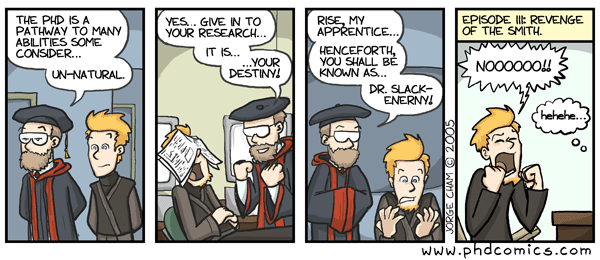 THE PHD IS A
PATHWAY TO MANY
ABILITIES SOME
CONSIDER...
UN-NATURAL.
YES... GIVE IN TO
YOUR RESEARCH...
IT IS...
...YOUR
DESTINY!
RISE, MY
APPRENTICE...
HENCEFORTH,
YOU SHALL BE
KNOWN AS...
DR. SLACK-
ENERNY!
JORGE CHAM © 2005
EPISODE III: REVENGE
OF THE SMITH.
NOOOOOO!!
hehehe...
www.phdcomics.com